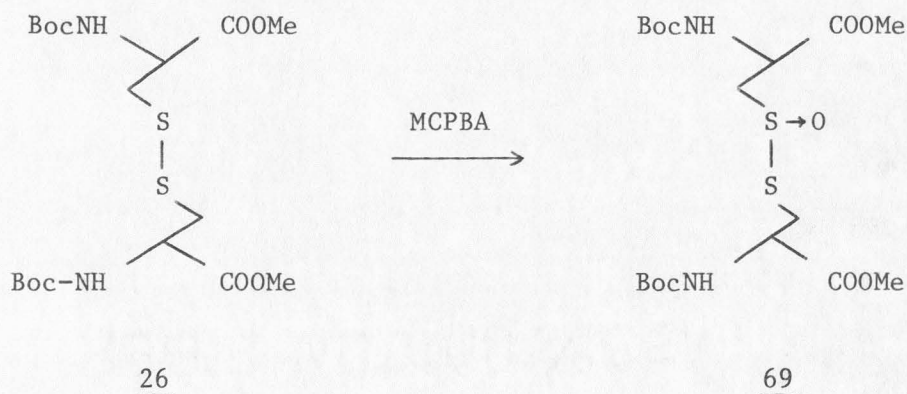 BocNH COOMe BocNH COOMe
S S→O
MCPBA
S S
Boc-NH COOMe BocNH COOMe
26 69